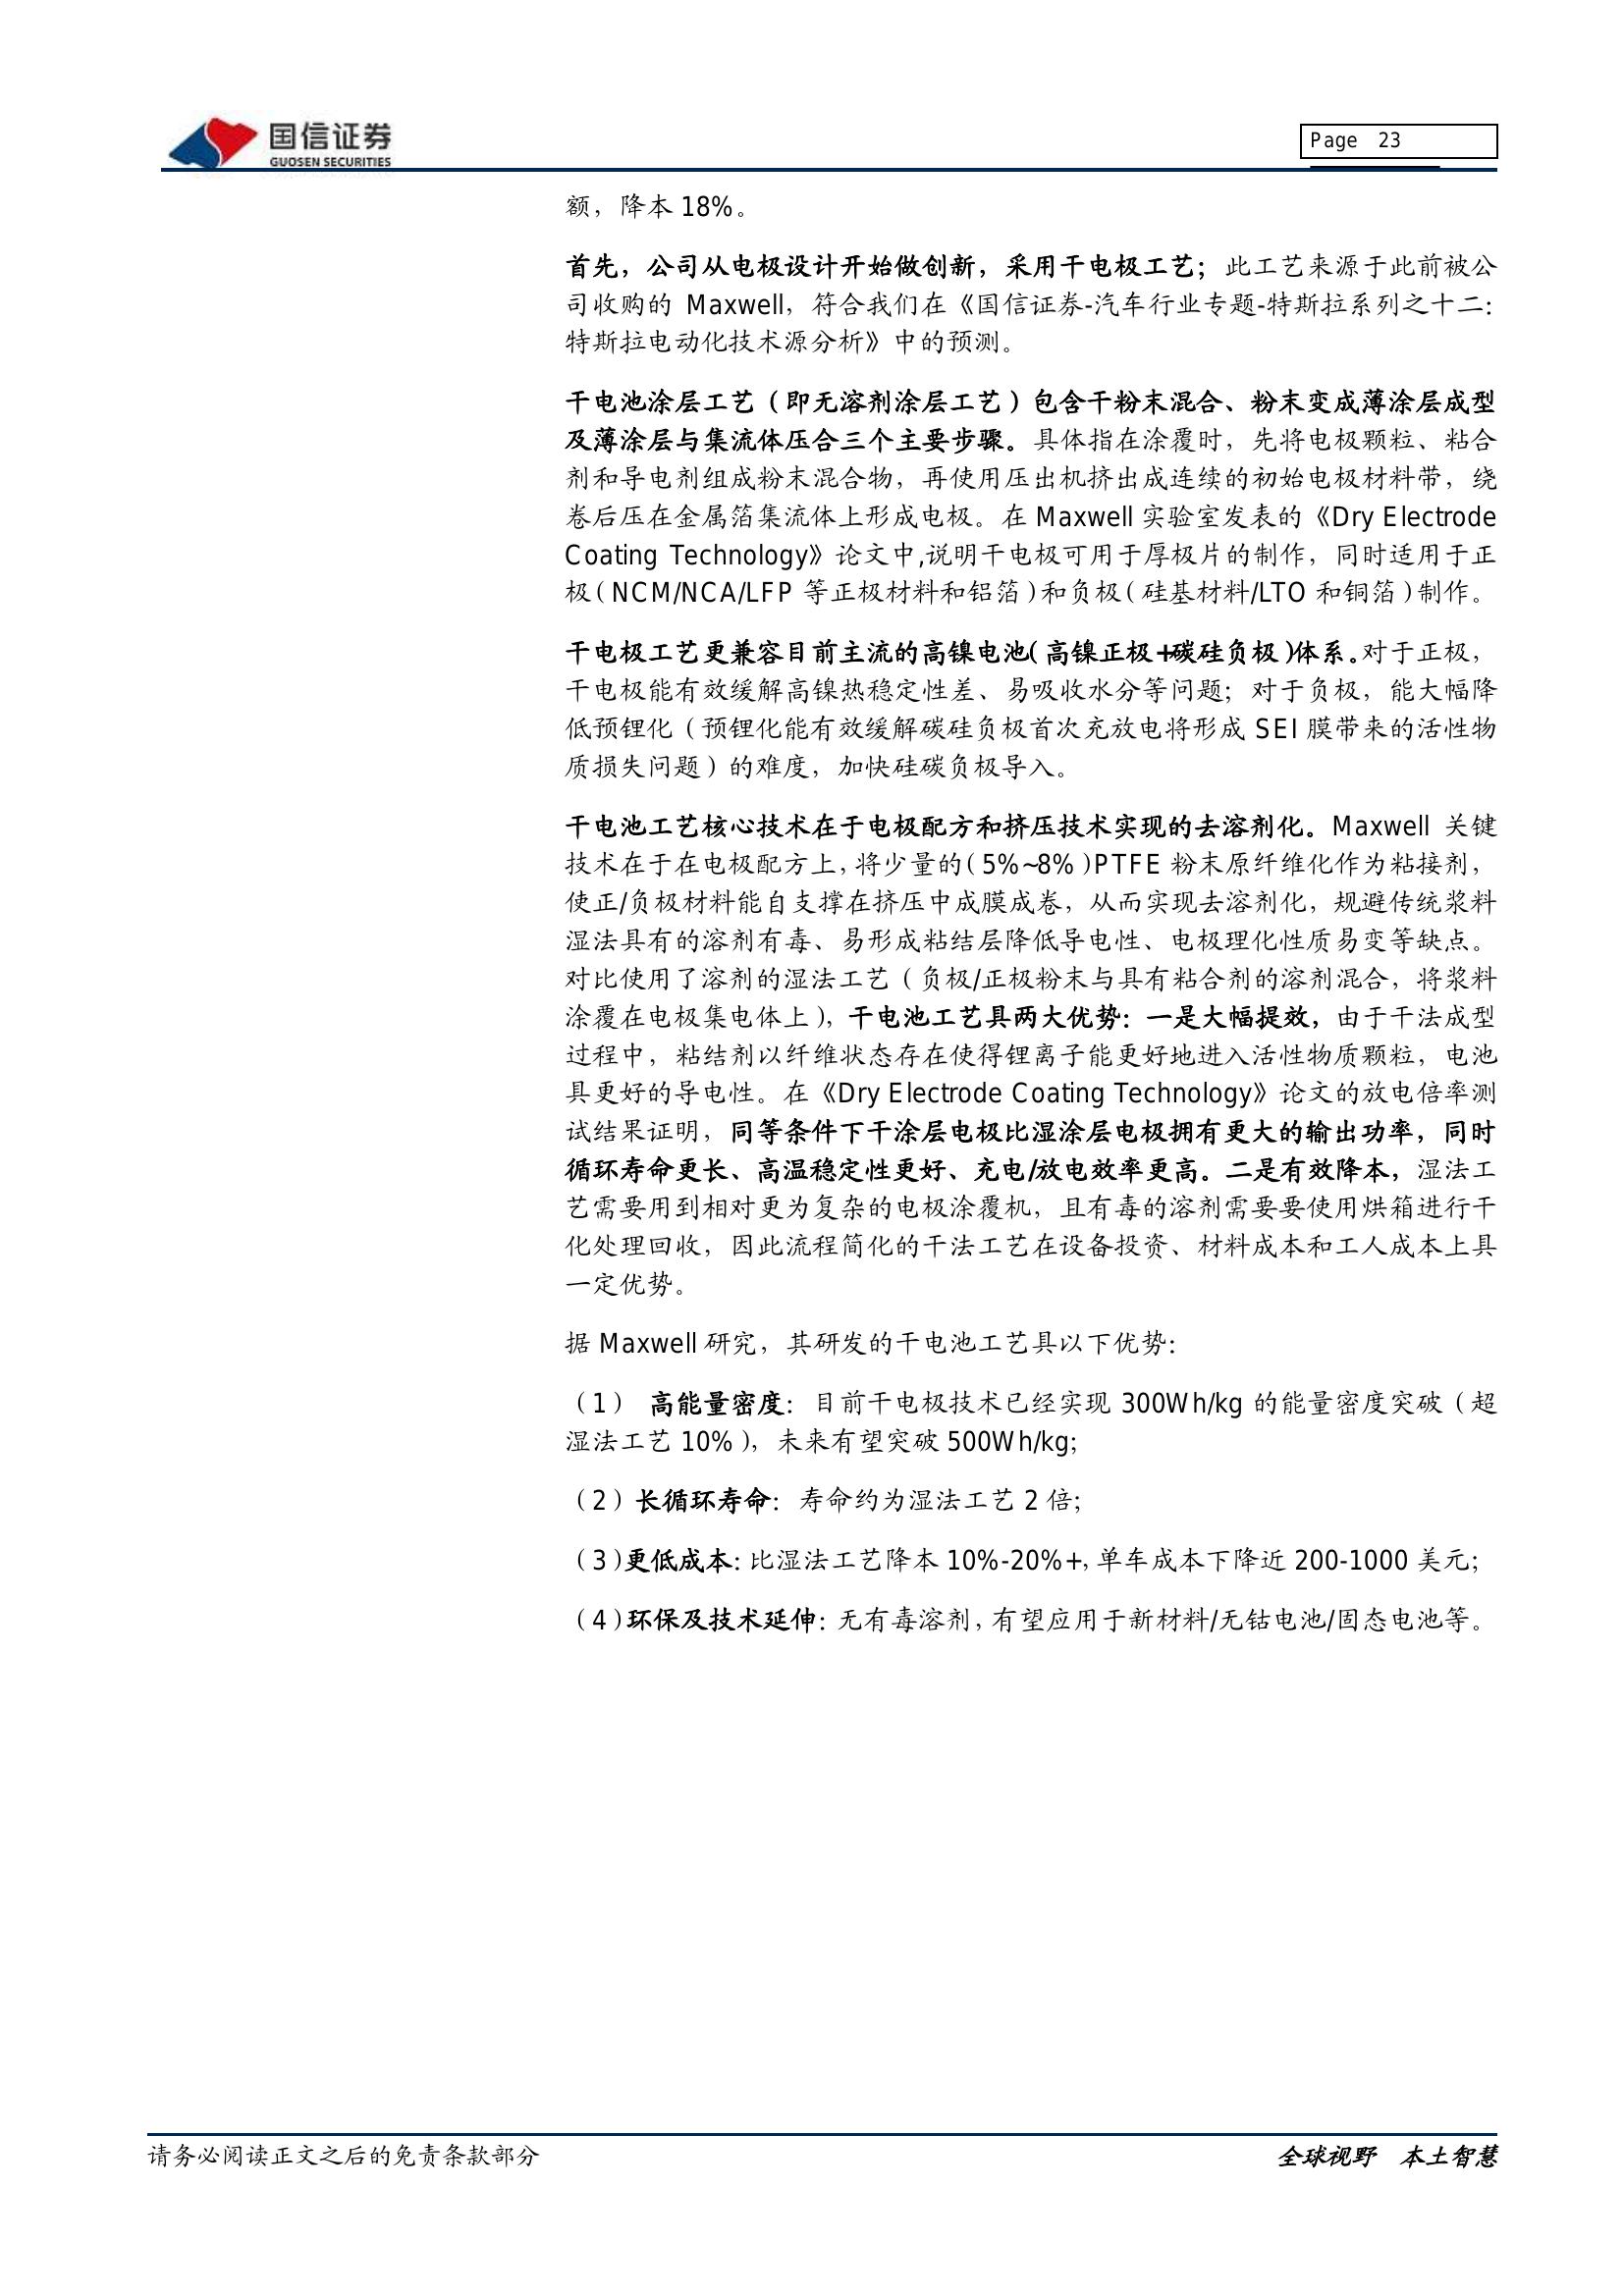 国信证券
GUOSEN SECURITIES
Page 23
额，降本 18%。
首先，公司从电极设计开始做创新，采用干电极工艺；此工艺来源于此前被公
司收购的 Maxwell，符合我们在《国信证券-汽车行业专题-特斯拉系列之十二：
特斯拉电动化技术源分析》中的预测。
干电池涂层工艺（即无溶剂涂层工艺）包含干粉末混合、粉末变成薄涂层成型
及薄涂层与集流体压合三个主要步骤。具体指在涂覆时，先将电极颗粒、粘合
剂和导电剂组成粉末混合物，再使用压出机挤出成连续的初始电极材料带，绕
卷后压在金属箔集流体上形成电极。在 Maxwell 实验室发表的《Dry Electrode
Coating Technology》论文中,说明干电极可用于厚极片的制作，同时适用于正
极（NCM/NCA/LFP 等正极材料和铝箔）和负极（硅基材料/LTO 和铜箔）制作。
干电极工艺更兼容目前主流的高镍电池（高镍正极+碳硅负极）体系。对于正极，
干电极能有效缓解高镍热稳定性差、易吸收水分等问题；对于负极，能大幅降
低预锂化（预锂化能有效缓解碳硅负极首次充放电将形成 SEI 膜带来的活性物
质损失问题）的难度，加快硅碳负极导入。
干电池工艺核心技术在于电极配方和挤压技术实现的去溶剂化。Maxwell 关键
技术在于在电极配方上，将少量的（5%~8%）PTFE 粉末原纤维化作为粘接剂，
使正/负极材料能自支撑在挤压中成膜成卷，从而实现去溶剂化，规避传统浆料
湿法具有的溶剂有毒、易形成粘结层降低导电性、电极理化性质易变等缺点。
对比使用了溶剂的湿法工艺（负极/正极粉末与具有粘合剂的溶剂混合，将浆料
涂覆在电极集电体上），干电池工艺具两大优势：一是大幅提效，由于干法成型
过程中，粘结剂以纤维状态存在使得锂离子能更好地进入活性物质颗粒，电池
具更好的导电性。在《Dry Electrode Coating Technology》论文的放电倍率测
试结果证明，同等条件下干涂层电极比湿涂层电极拥有更大的输出功率，同时
循环寿命更长、高温稳定性更好、充电/放电效率更高。二是有效降本，湿法工
艺需要用到相对更为复杂的电极涂覆机，且有毒的溶剂需要要使用烘箱进行干
化处理回收，因此流程简化的干法工艺在设备投资、材料成本和工人成本上具
一定优势。
据 Maxwell 研究，其研发的干电池工艺具以下优势：
（1） 高能量密度：目前干电极技术已经实现 300Wh/kg 的能量密度突破（超
湿法工艺 10%），未来有望突破 500Wh/kg；
（2）长循环寿命：寿命约为湿法工艺 2 倍；
（3）更低成本：比湿法工艺降本 10%-20%+，单车成本下降近 200-1000 美元；
（4）环保及技术延伸：无有毒溶剂，有望应用于新材料/无钴电池/固态电池等。
请务必阅读正文之后的免责条款部分
全球视野 本土智慧